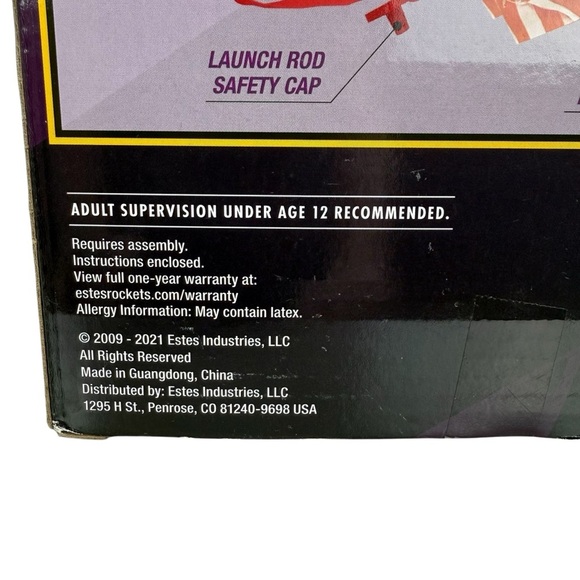 LAUNCH ROD
SAFETY CAP
ADULT SUPERVISION UNDER AGE 12 RECOMMENDED.
Requires assembly.
Instructions enclosed.
View full one-year warranty at:
estesrockets.com/warranty
Allergy Information: May contain latex.
© 2009 - 2021 Estes Industries, LLC
All Rights Reserved
Made in Guangdong, China
Distributed by: Estes Industries, LLC
1295 H St., Penrose, CO 81240-9698 USA